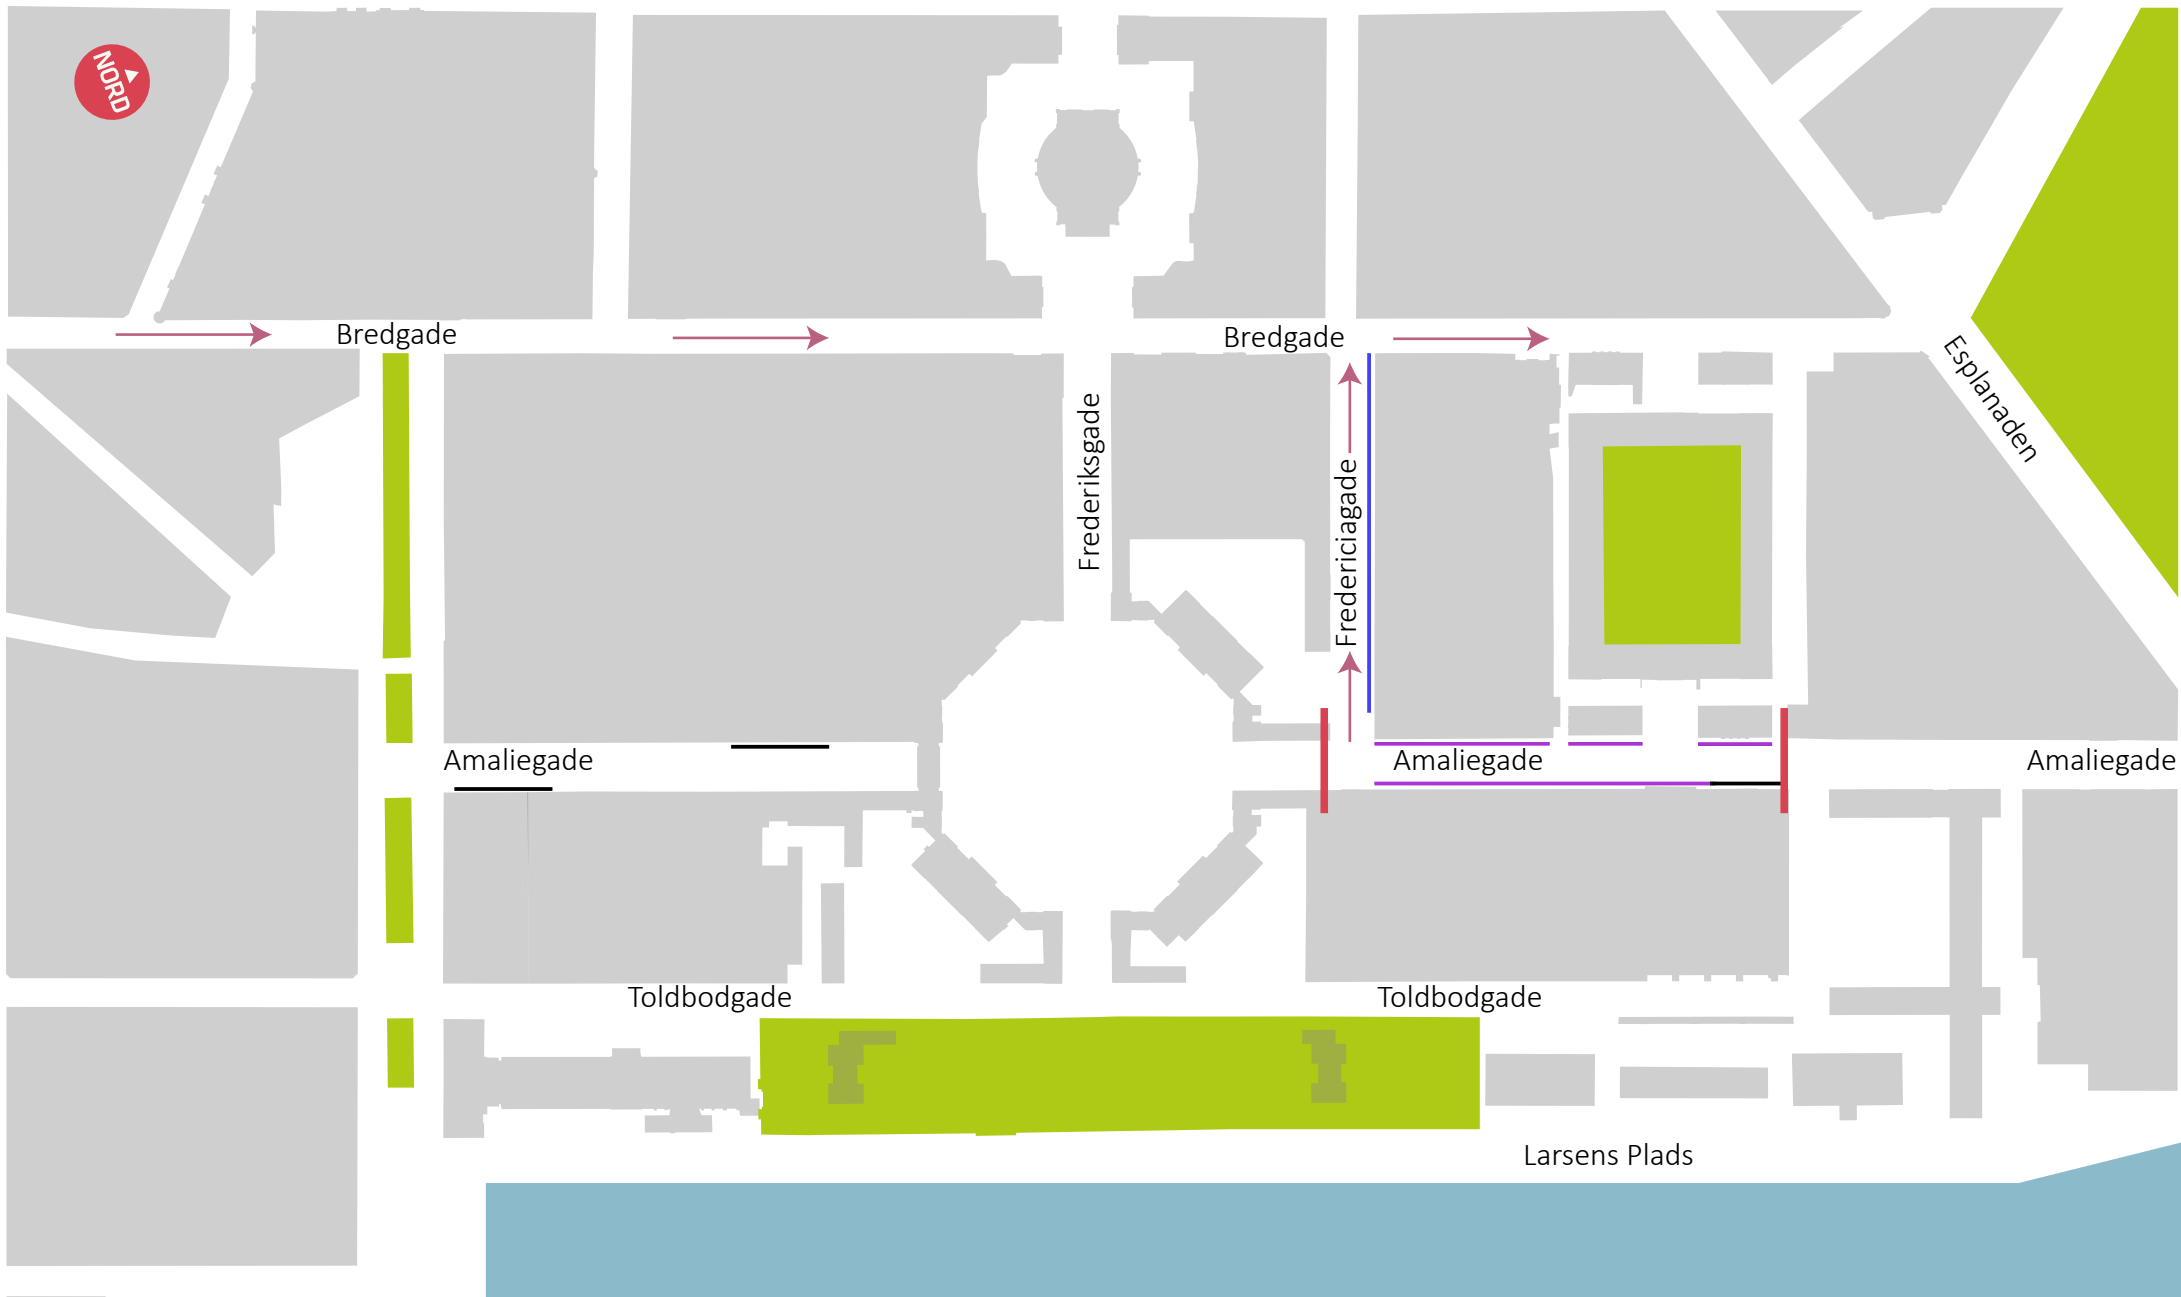 NORD
Bredgade
Bredgade
Esplanaden
Frederiksgade
Fredericiagade
Amaliegade
Amaliegade
Amaliegade
Toldbodgade
Toldbodgade
Larsens Plads